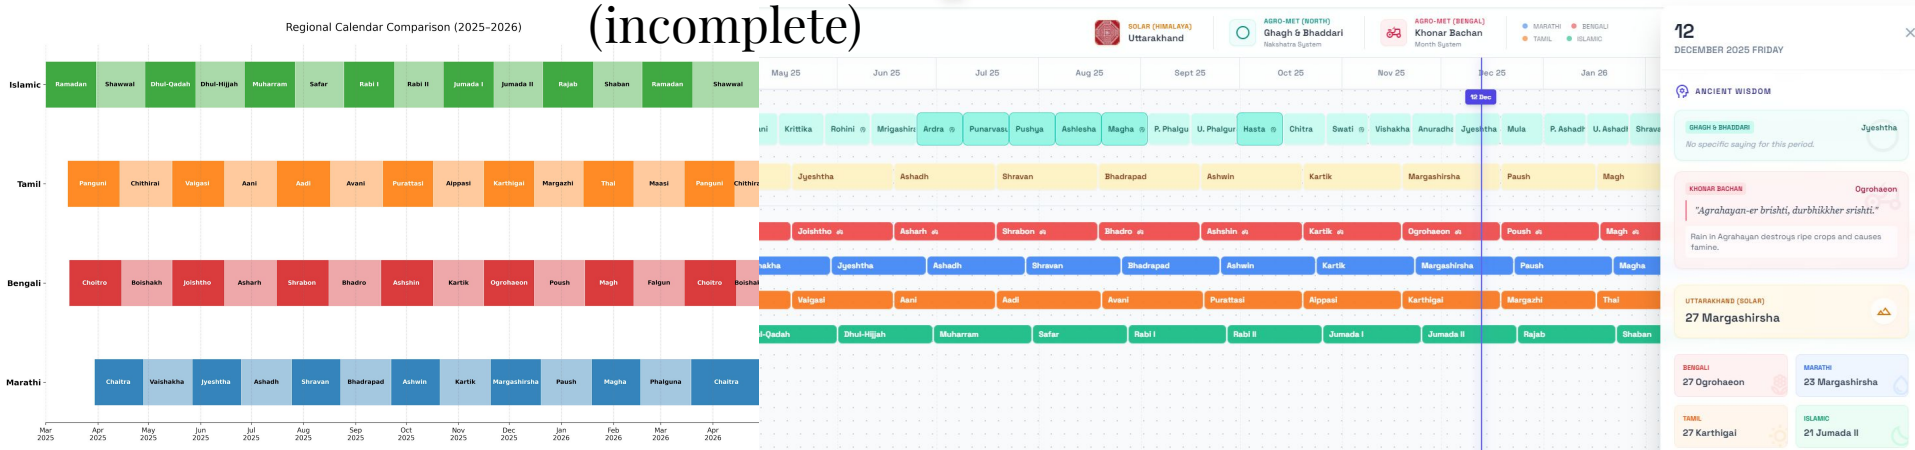 (incomplete)
Regional Calendar Comparison (2025–2026)
Islamic
Ramadan Shawwal Dhul-Qadah Dhul-Hijjah Muharram Safar Rabi I Rabi II Jumada I Jumada II Rajab Shaban Ramadan Shawwal
Tamil
Panguni Chithirai Vaigasi Aani Aadi Avani Purattasi Aippasi Karthigai Margazhi Thai Maasi Panguni
Bengali
Choitro Boishakh Joishtho Asharh Shrabon Bhadro Ashshin Kartik Ogrohaeon Poush Magh Falgun Choitro
Marathi
Chaitra Vaishakha Jyeshtha Ashadh Shravan Bhadrapad Ashwin Kartik Margashirsha Paush Magha Phalguna Chaitra
Mar Apr May Jun Jul Aug Sep Oct Nov Dec Jan Feb Mar Apr
2025 2025 2025 2025 2025 2025 2025 2025 2025 2025 2026 2026 2026 2026
SOLAR (HIMALAYA)
Uttarakhand
AGRO-MET (NORTH)
Ghagh & Bhaddari
Nakshatra System
AGRO-MET (BENGAL)
Khonar Bachan
Month System
MARATHI BENGALI
TAMIL ISLAMIC
May 25 Jun 25 Jul 25 Aug 25 Sept 25 Oct 25 Nov 25 Dec 25 Jan 26
12 Dec
Krittika Rohini Mrigashir Ardra Punarvasu Pushya Ashlesha Magha P. Phalgu U. Phalgur Hasta Chitra Swati Vishakha Anuradha Jyeshtha Mula P. Ashadh U. Ashadh Shrava
Jyeshtha Ashadh Shravan Bhadrapad Ashwin Kartik Margashirsha Paush Magh
Joishtho Asharh Shrabon Bhadro Ashshin Kartik Ogrohaeon Poush Magh
Jyeshtha Ashadh Shravan Bhadrapad Ashwin Kartik Margashirsha Paush Magha
Vaigasi Aani Aadi Avani Purattasi Aippasi Karthigai Margazhi Thai
l-Qadah Dhul-Hijjah Muharram Safar Rabi I Rabi II Jumada I Jumada II Rajab Shaban
12
DECEMBER 2025 FRIDAY
ANCIENT WISDOM
GHAGH & BHADDARI Jyeshtha
No specific saying for this period.
KHONAR BACHAN Ogrohaeon
"Agrahayan-er brishti, durbhikkher srishti."
Rain in Agrahayan destroys ripe crops and causes
famine.
UTTARAKHAND (SOLAR)
27 Margashirsha
BENGALI
27 Ogrohaeon
MARATHI
23 Margashirsha
TAMIL
27 Karthigai
ISLAMIC
21 Jumada II